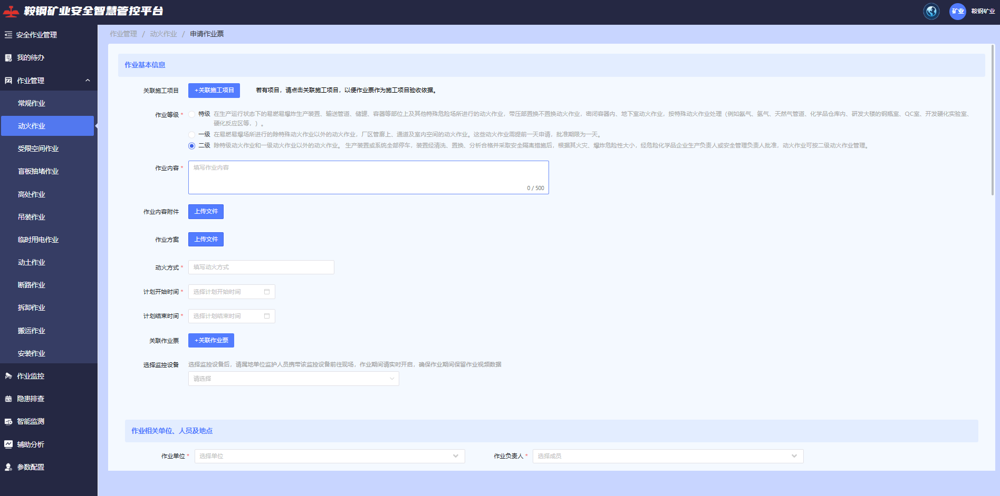 鞍钢矿业安全智慧管控平台
矿业 鞍钢矿业
安全作业管理
我的待办
作业管理
常规作业
动火作业
受限空间作业
盲板抽堵作业
高处作业
吊装作业
临时用电作业
动土作业
断路作业
拆卸作业
搬运作业
安装作业
作业监控
隐患排查
智能监测
辅助分析
参数配置
作业管理 / 动火作业 / 申请作业票
作业基本信息
关联施工项目 +关联施工项目 若有项目，请点击关联施工项目，以便作业票作为施工项目验收依据。
作业等级 * 特级 在生产运行状态下的易燃易爆炸生产装置、输送管道、储罐、容器等部位上及其他特殊危险场所进行的动火作业，带压部置换不置换动火作业，密闭容器内、地下室动火作业，按特殊动火作业处理（例如氨气、氢气、天然气管道、化学品仓库内、研发大楼的钢瓶室、QC室、开发硬化实验室、
硬化反应区等，）。
一级 在易燃易爆场所进行的除特殊动火作业以外的动火作业，厂区管廊上、通道及室内空间的动火作业。这些动火作业需提前一天申请，批准期限为一天。
二级 除特级动火作业和一级动火作业以外的动火作业。 生产装置或系统全部停车，装置经清洗、置换、分析合格并采取安全隔离措施后，根据其火灾、爆炸危险性大小，经危险化学品企业生产负责人或安全管理负责人批准，动火作业可按二级动火作业管理。
作业内容 * 填写作业内容
0 / 500
作业内容附件 上传文件
作业方案 上传文件
动火方式 * 填写动火方式
计划开始时间 * 选择计划开始时间
计划结束时间 * 选择计划结束时间
关联作业票 +关联作业票
选择监控设备 选择监控设备后，请属地单位监护人员携带该监控设备前往现场，作业期间请实时开启，确保作业期间保留作业视频数据
请选择
作业相关单位、人员及地点
作业单位 * 选择单位 作业负责人 * 选择成员